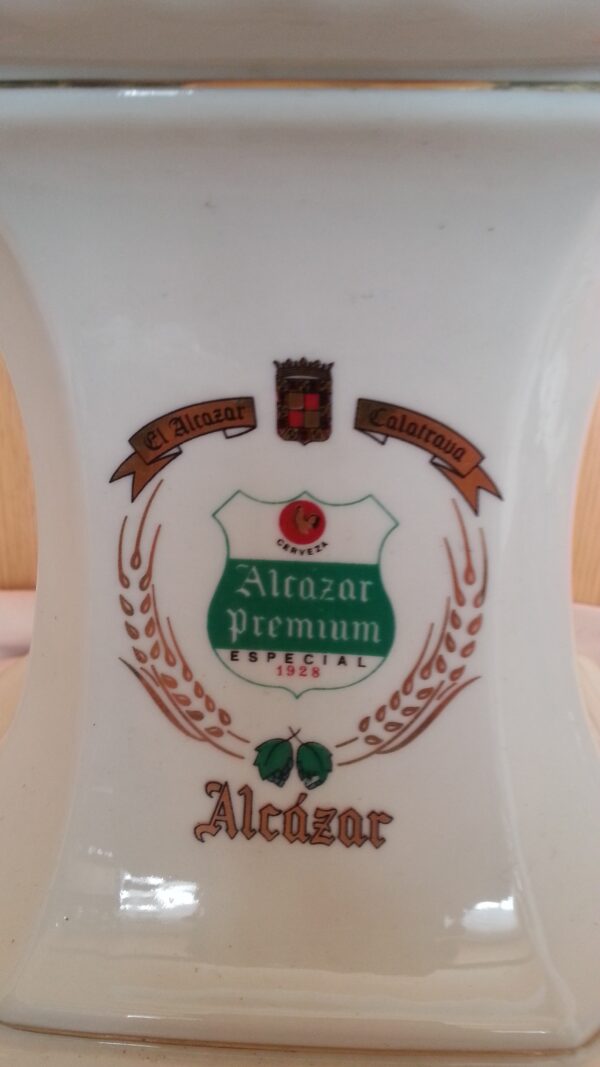 El Alcazar
Calatrava
CERVEZA
Alcazar
Premium
ESPECIAL
1928
Alcázar